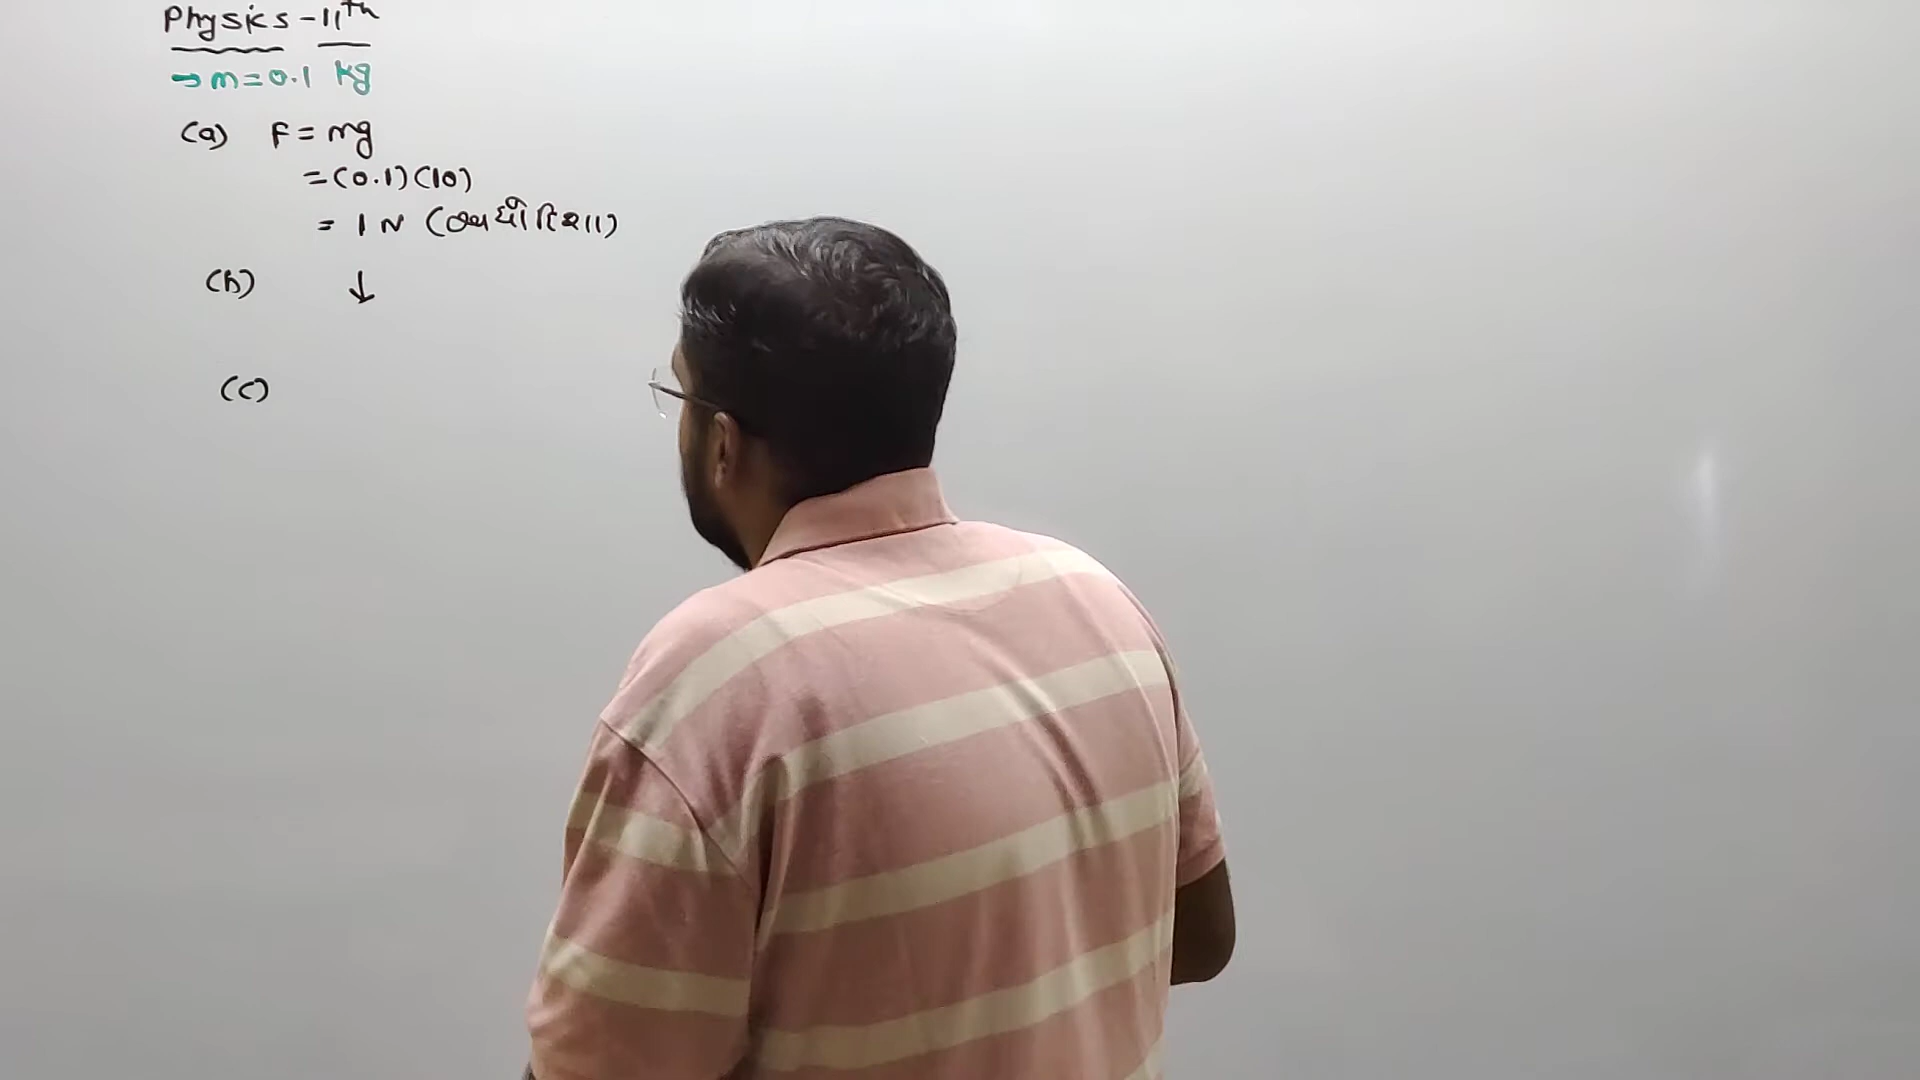 Physics - 11th
→ m = 0.1 kg
(a) F = mg
= (0.1)(10)
= 1 N (અધોદિશા)
(b) ↓
(c)